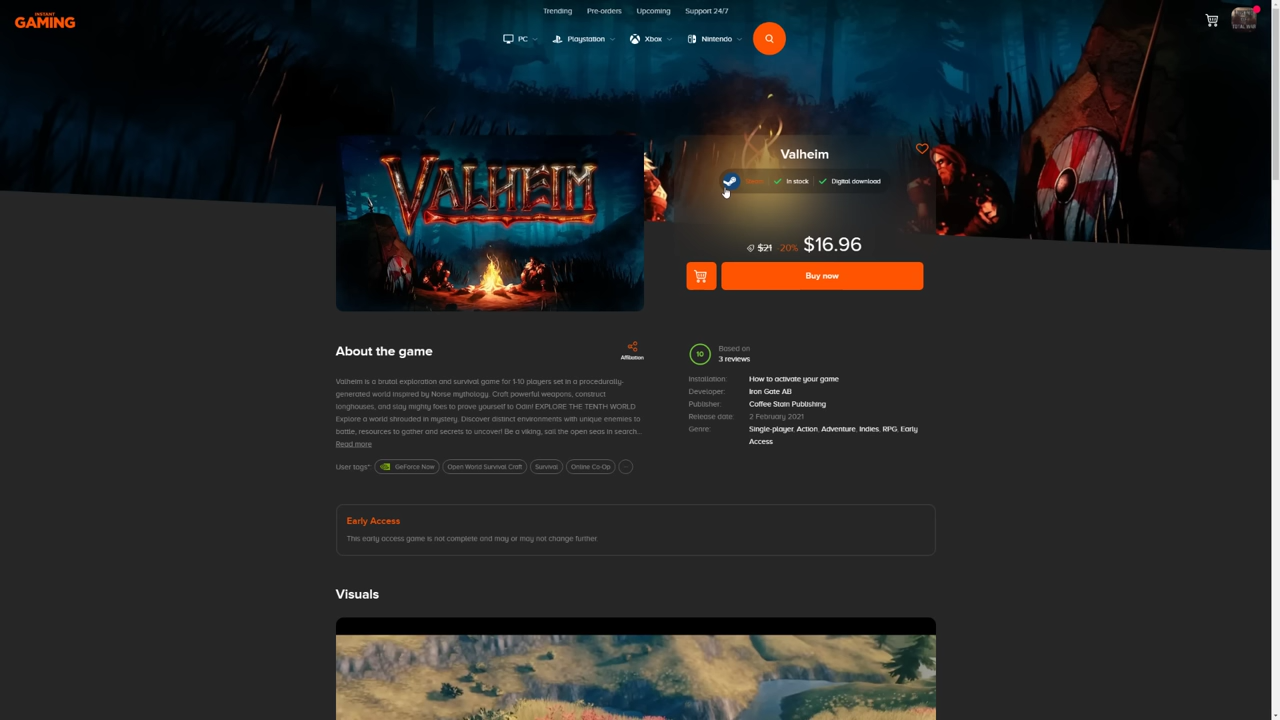 INSTANT
GAMING
Trending Pre-orders Upcoming Support 24/7
PC Playstation Xbox Nintendo
VALHEIM
Valheim
Steam In stock Digital download
$21 20% $16.96
Buy now
About the game
Affiliation
Valheim is a brutal exploration and survival game for 1-10 players set in a procedurally-
generated world inspired by Norse mythology. Craft powerful weapons, construct
longhouses, and slay mighty foes to prove yourself to Odin! EXPLORE THE TENTH WORLD
Explore a world shrouded in mystery. Discover distinct environments with unique enemies to
battle, resources to gather and secrets to uncover! Be a viking, sail the open seas in search...
Read more
User tags*: GeForce Now Open World Survival Craft Survival Online Co-Op ...
10 Based on
3 reviews
Installation: How to activate your game
Developer: Iron Gate AB
Publisher: Coffee Stain Publishing
Release date: 2 February 2021
Genre: Single-player, Action, Adventure, Indies, RPG, Early
Access
Early Access
This early access game is not complete and may or may not change further.
Visuals